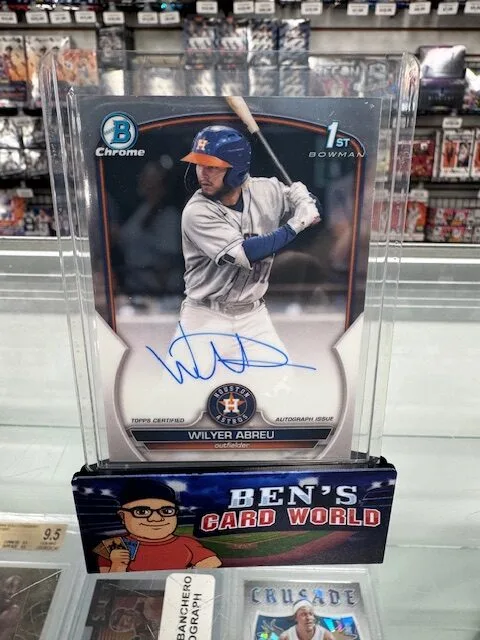 B
Chrome
1ST
BOWMAN
H
TOPPS CERTIFIED
AUTOGRAPH ISSUE
HOUSTON
ASTROS
WILYER ABREU
outfielder
BEN'S
CARD WORLD
9.5
CRUSADE
BANCHERO
OGRAPH